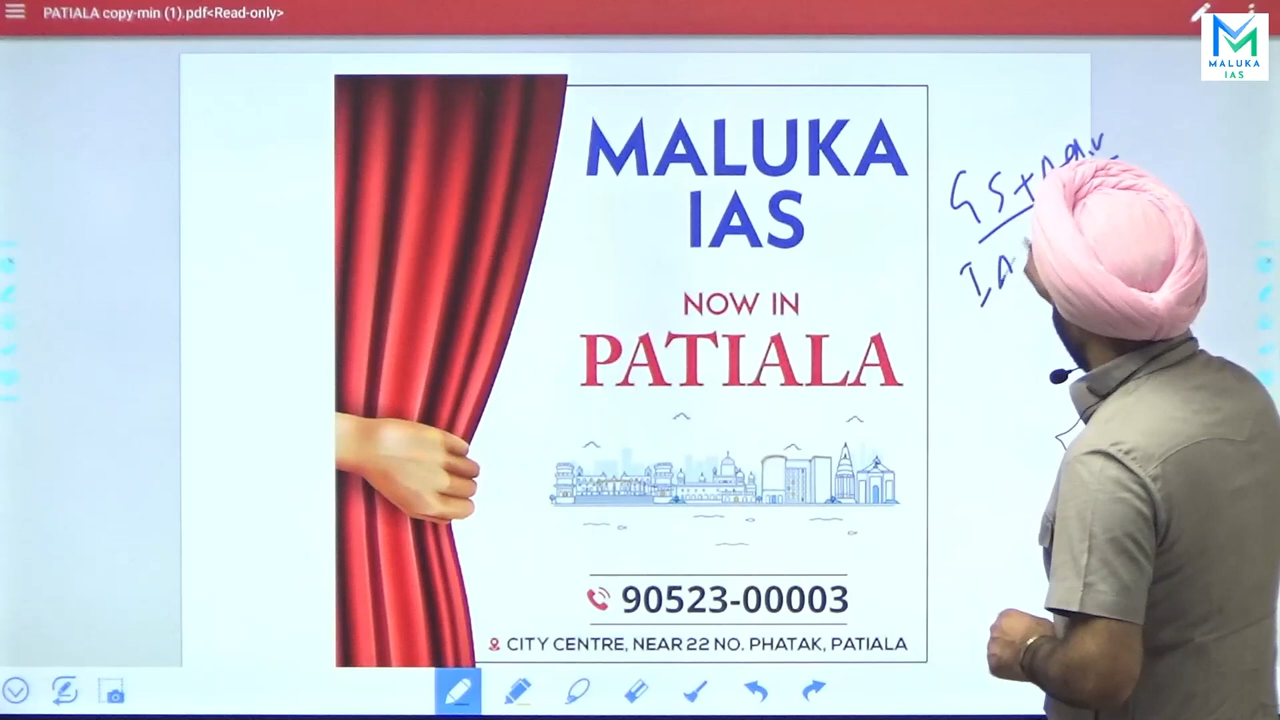 PATIALA copy-min (1).pdf<Read-only>
MALUKA
IAS
MALUKA
IAS
NOW IN
PATIALA
90523-00003
CITY CENTRE, NEAR 22 NO. PHATAK, PATIALA
GS+